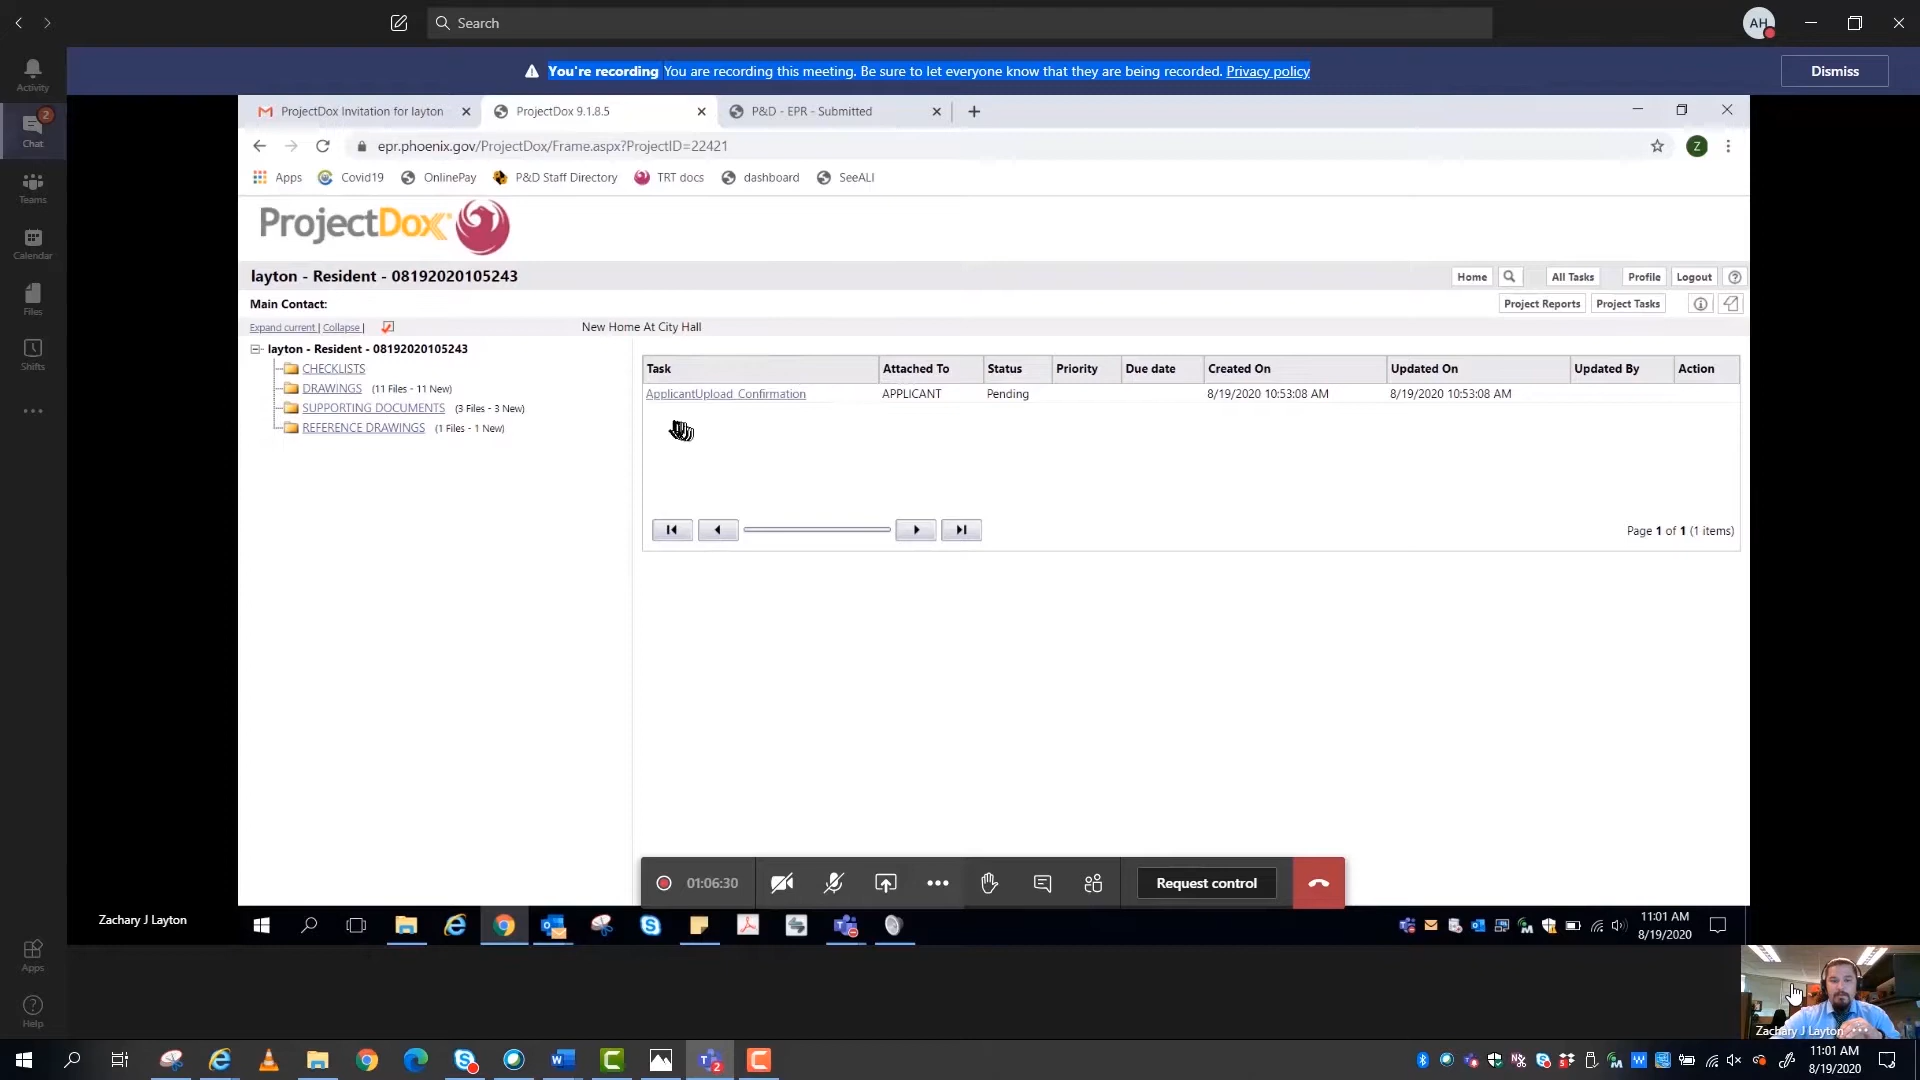 Search
AH
Activity
You're recording You are recording this meeting. Be sure to let everyone know that they are being recorded. Privacy policy
Dismiss
2
Chat
ProjectDox Invitation for layton
ProjectDox 9.1.8.5
P&D - EPR - Submitted
epr.phoenix.gov/ProjectDox/Frame.aspx?ProjectID=22421
Z
Teams
Apps
Covid19
OnlinePay
P&D Staff Directory
TRT docs
dashboard
SeeALI
ProjectDox
Calendar
layton - Resident - 08192020105243
Home
All Tasks
Profile
Logout
Files
Main Contact:
Project Reports
Project Tasks
Expand current | Collapse |
New Home At City Hall
Shifts
layton - Resident - 08192020105243
CHECKLISTS
DRAWINGS (11 Files - 11 New)
SUPPORTING DOCUMENTS (3 Files - 3 New)
REFERENCE DRAWINGS (1 Files - 1 New)
Task Attached To Status Priority Due date Created On Updated On Updated By Action
ApplicantUpload_Confirmation APPLICANT Pending 8/19/2020 10:53:08 AM 8/19/2020 10:53:08 AM
Page 1 of 1 (1 items)
01:06:30
Request control
Zachary J Layton
11:01 AM
8/19/2020
Apps
Help
Zachary J Layton
11:01 AM
8/19/2020